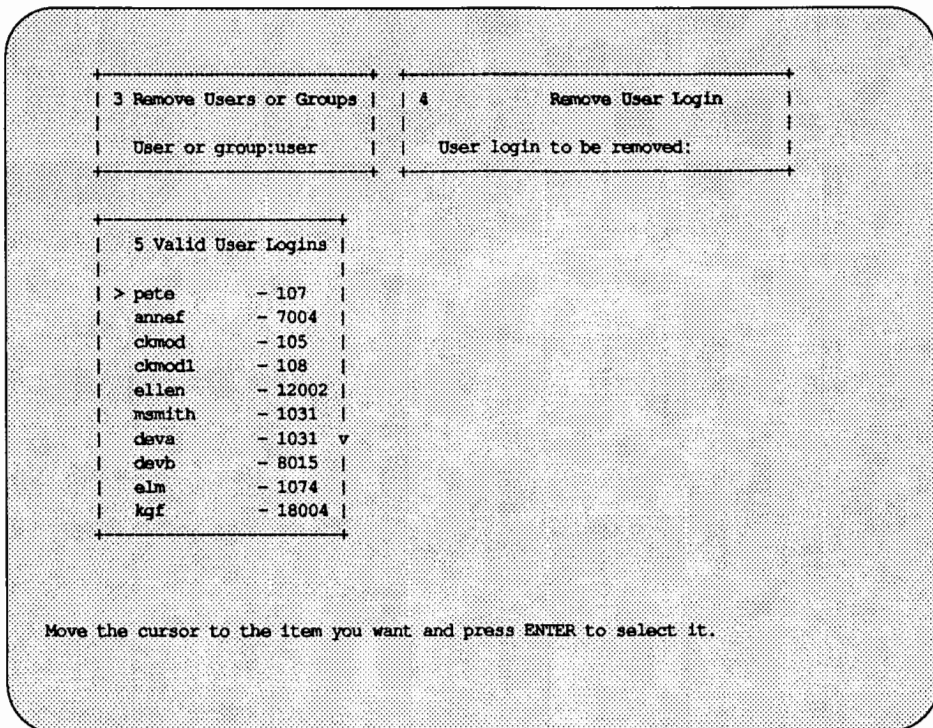 3 Remove Users or Groups
User or group:user
4 Remove User Login
User login to be removed:
5 Valid User Logins
> pete - 107
annef - 7004
ckmod - 105
ckmod1 - 108
ellen - 12002
msmith - 1031
deva - 1031 v
devb - 8015
elm - 1074
kgf - 18004
Move the cursor to the item you want and press ENTER to select it.